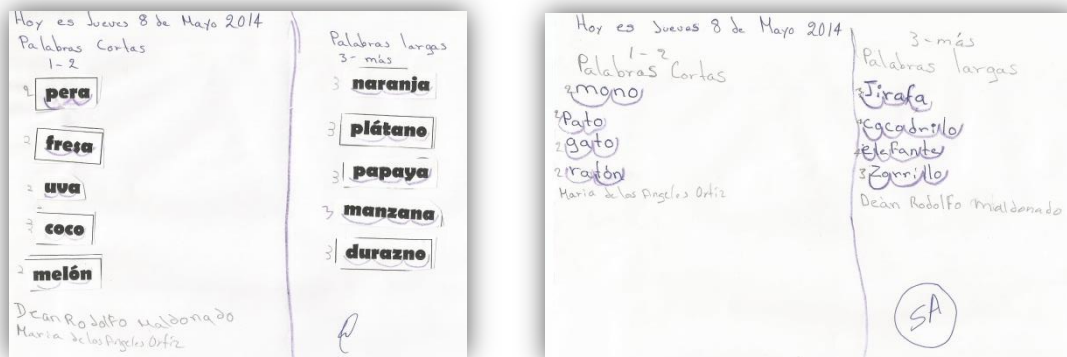 Hoy es Jueves 8 de Mayo 2014
Palabras Cortas
1-2
2 pera
2 fresa
2 uva
2 coco
2 melón
Dean Rodolfo Maldonado
Maria de los Angeles Ortiz
Palabras largas
3-más
3 naranja
3 plátano
3 papaya
3 manzana
3 durazno
Hoy es Jueves 8 de Mayo 2014
1-2
Palabras Cortas
2 mono
2 Pato
2 gato
2 ratón
Maria de los Angeles Ortiz
3-más
Palabras largas
3 Jirafa
Cocodrilo
elefante
3 Zorrillo
Deán Rodolfo Maldonado
SA